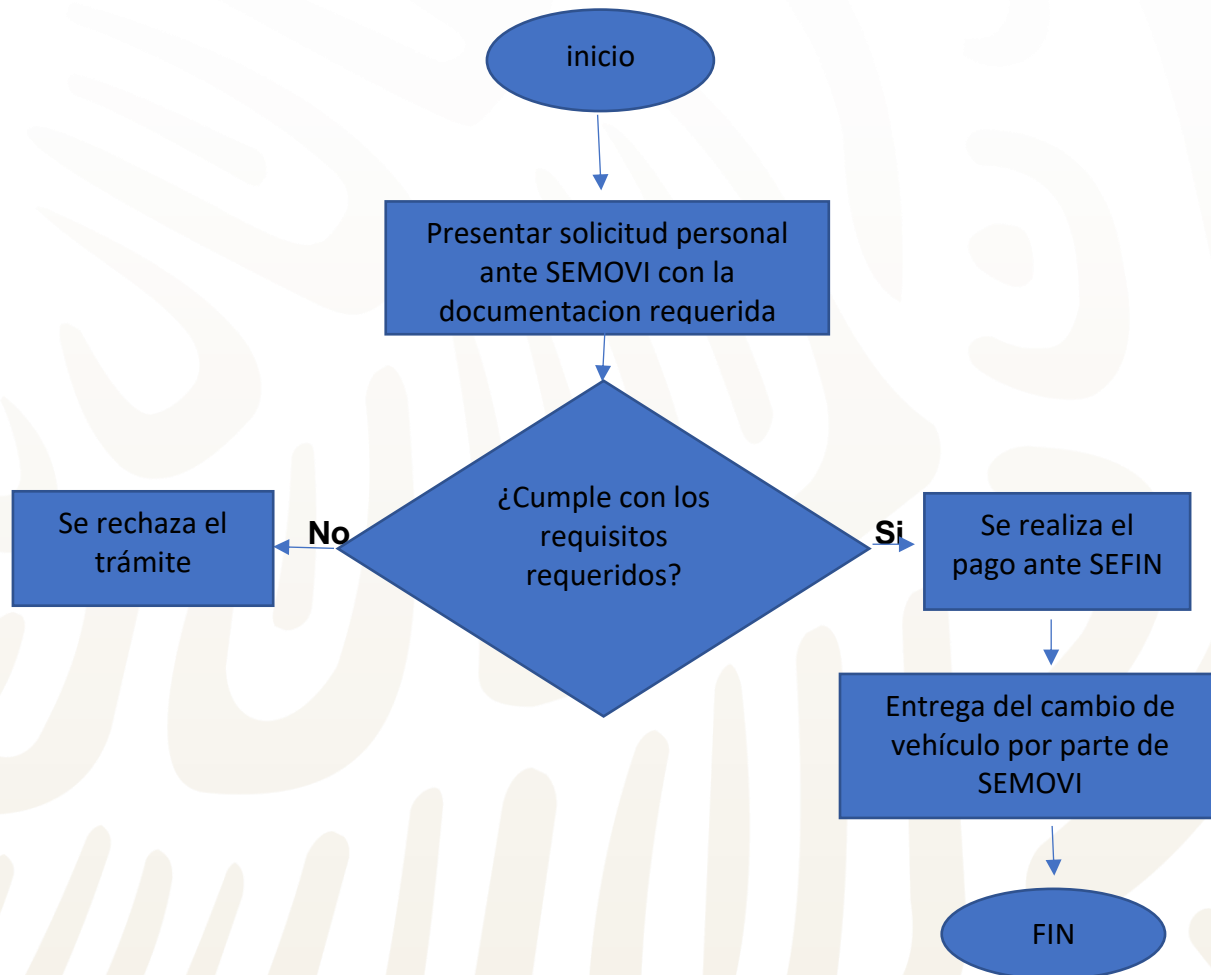 inicio
Presentar solicitud personal
ante SEMOVI con la
documentacion requerida
¿Cumple con los
requisitos
requeridos?
No
Se rechaza el
trámite
Si
Se realiza el
pago ante SEFIN
Entrega del cambio de
vehículo por parte de
SEMOVI
FIN